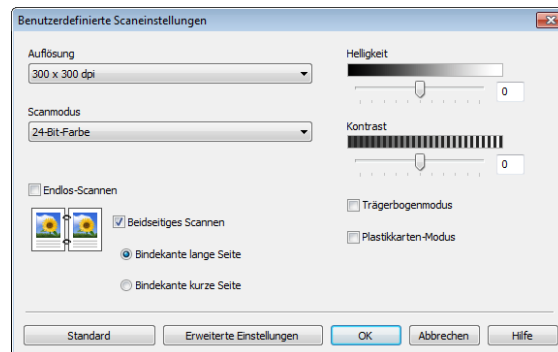 Benutzerdefinierte Scaneinstellungen
Auflösung
300 x 300 dpi
Scanmodus
24-Bit-Farbe
Endlos-Scannen
Beidseitiges Scannen
Bindekante lange Seite
Bindekante kurze Seite
Helligkeit
0
Kontrast
0
Trägerbogenmodus
Plastikkarten-Modus
Standard
Erweiterte Einstellungen
OK
Abbrechen
Hilfe